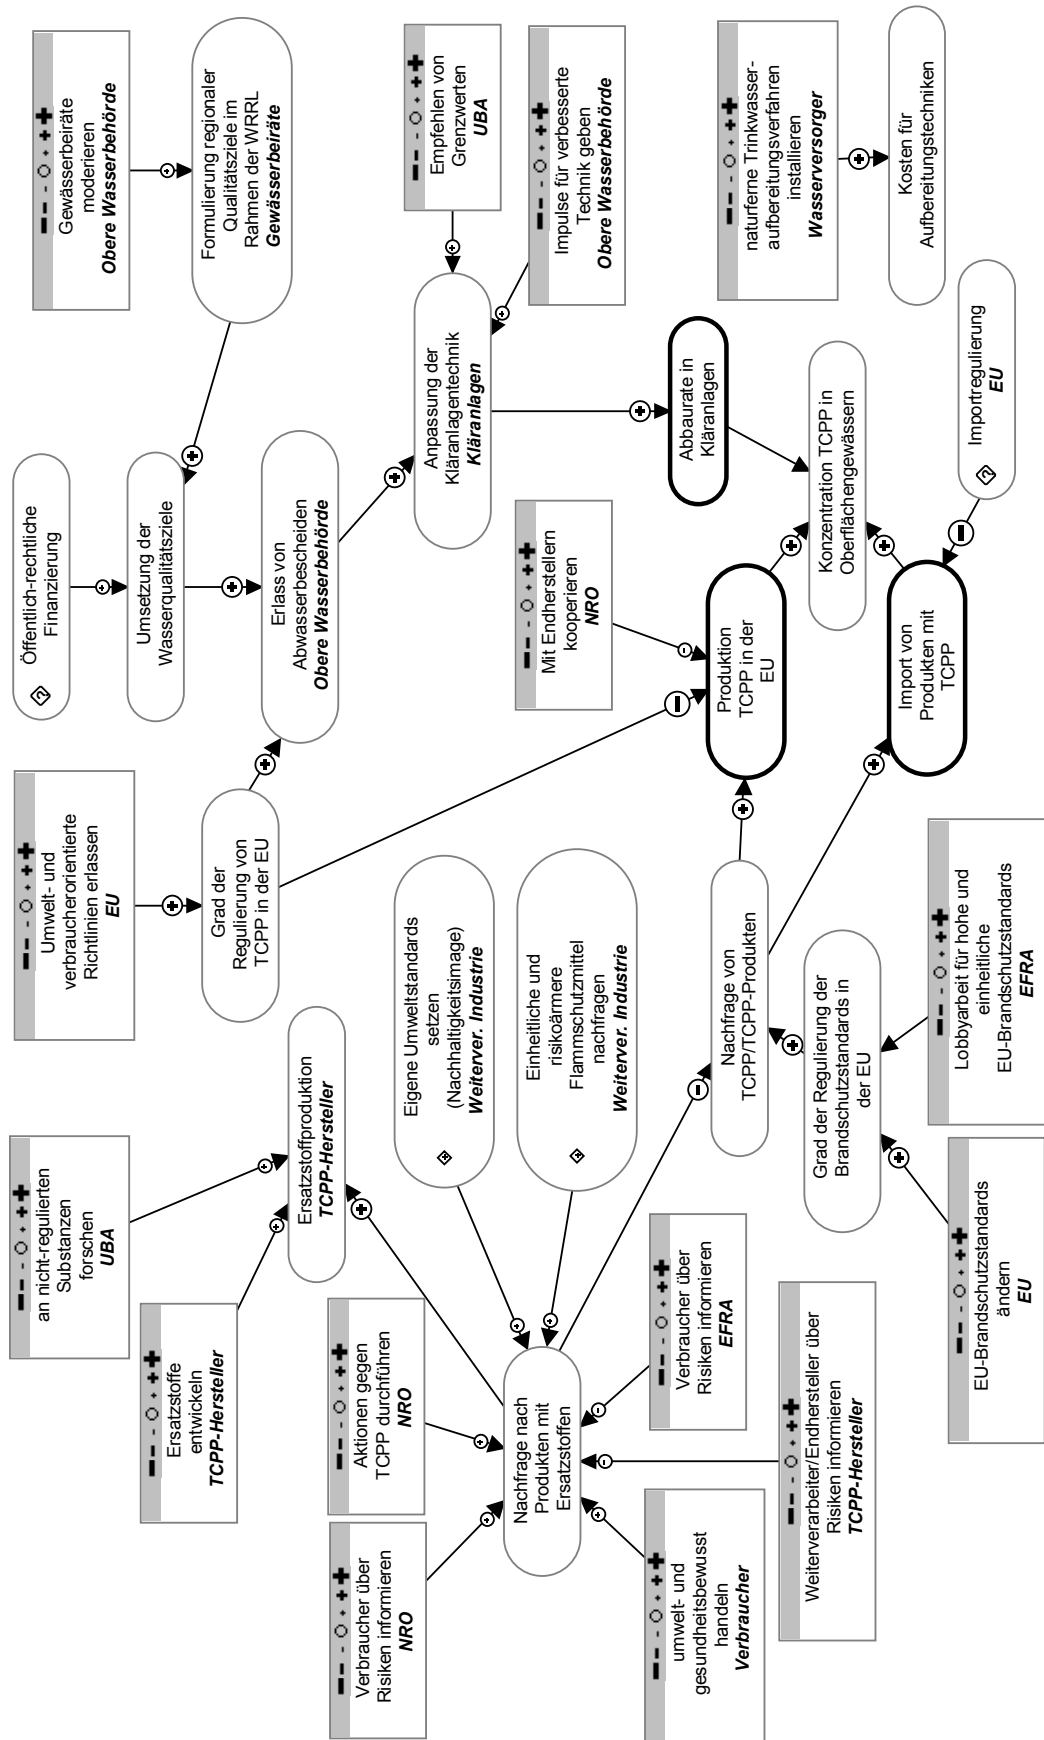 an nicht-regulierten
Substanzen
forschen
UBA
Umwelt- und
verbraucherorientierte
Richtlinien erlassen
EU
Öffentlich-rechtliche
Finanzierung
Gewässerbeiräte
moderieren
Obere Wasserbehörde
Ersatzstoffe
entwickeln
TCPP-Hersteller
Ersatzstoffproduktion
TCPP-Hersteller
Grad der
Regulierung von
TCPP in der EU
Umsetzung der
Wasserqualitätsziele
Formulierung regionaler
Qualitätsziele im
Rahmen der WRRL
Gewässerbeiräte
Erlass von
Abwasserbescheiden
Obere Wasserbehörde
Verbraucher über
Risiken informieren
NRO
Aktionen gegen
TCPP durchführen
NRO
Eigene Umweltstandards
setzen
(Nachhaltigkeitsimage)
Weiterver. Industrie
Anpassung der
Kläranlagentechnik
Kläranlagen
Empfehlen von
Grenzwerten
UBA
Nachfrage nach
Produkten mit
Ersatzstoffen
Einheitliche und
risikoärmere
Flammschutzmittel
nachfragen
Weiterver. Industrie
Mit Endherstellern
kooperieren
NRO
Impulse für verbesserte
Technik geben
Obere Wasserbehörde
umwelt- und
gesundheitsbewusst
handeln
Verbraucher
Verbraucher über
Risiken informieren
EFRA
Nachfrage von
TCPP/TCPP-Produkten
Produktion
TCPP in der
EU
Abbaurate in
Kläranlagen
naturferne Trinkwasser-
aufbereitungsverfahren
installieren
Wasserversorger
Weiterverarbeiter/Endhersteller über
Risiken informieren
TCPP-Hersteller
Grad der Regulierung der
Brandschutzstandards in
der EU
Konzentration TCPP in
Oberflächengewässern
Kosten für
Aufbereitungstechniken
EU-Brandschutzstandards
ändern
EU
Lobbyarbeit für hohe und
einheitliche
EU-Brandschutzstandards
EFRA
Import von
Produkten mit
TCPP
Importregulierung
EU